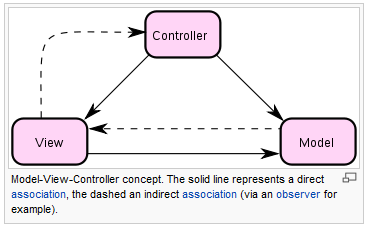 Controller
View
Model
Model-View-Controller concept. The solid line represents a direct
association, the dashed an indirect association (via an observer for
example).